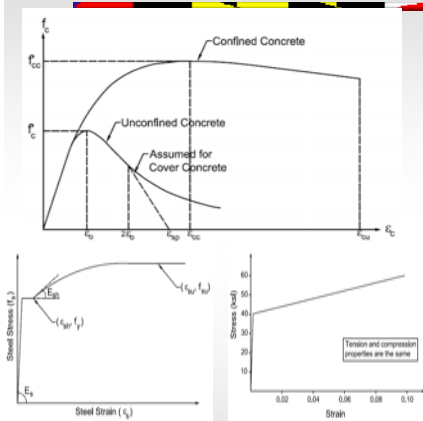 f_c
Confined Concrete
f'_cc
Unconfined Concrete
f'_c
Assumed for
Cover Concrete
ε_o
2ε_o
ε_sp
ε_cc
ε_cu
ε_c
Steel Stress (f_s)
E_sh
(ε_su, f_su)
(ε_sh, f_y)
E_s
Steel Strain (ε_s)
Stress (ksi)
60
50
40
30
20
10
Tension and compression
properties are the same
0.02 0.04 0.06 0.08 0.10
Strain